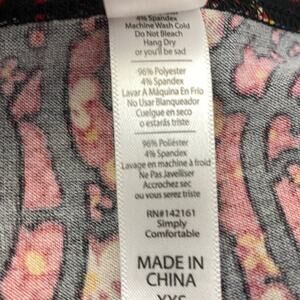 4% Spandex
Machine Wash Cold
Do Not Bleach
Hang Dry
or you'll be sad
96% Polyester
4% Spandex
Lavar A Máquina En Frío
No Usar Blanqueador
Cuelgue en seco
o estarás triste
96% Poliéster
4% Spandex
Lavage en machine à froid
Ne Pas Javelliser
Accrochez sec
ou vous serez triste
RN#142161
Simply
Comfortable
MADE IN
CHINA
XXS